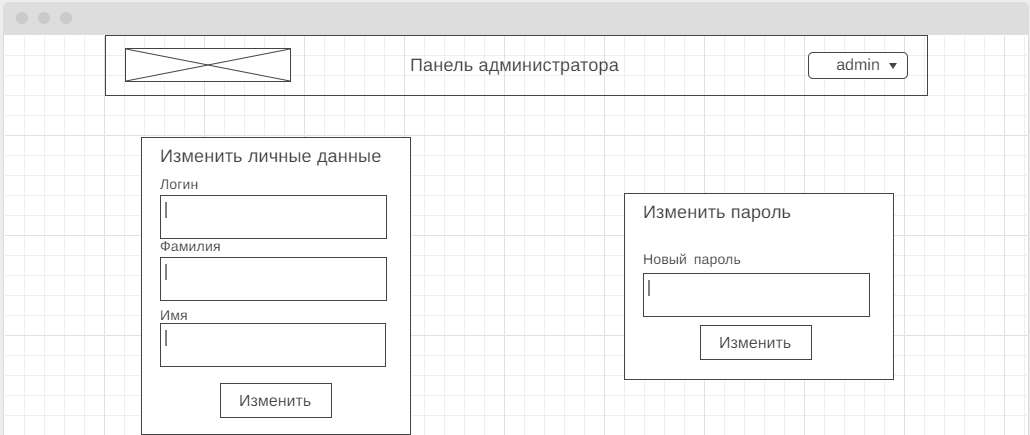 Панель администратора
admin
Изменить личные данные
Логин
Фамилия
Имя
Изменить
Изменить пароль
Новый пароль
Изменить